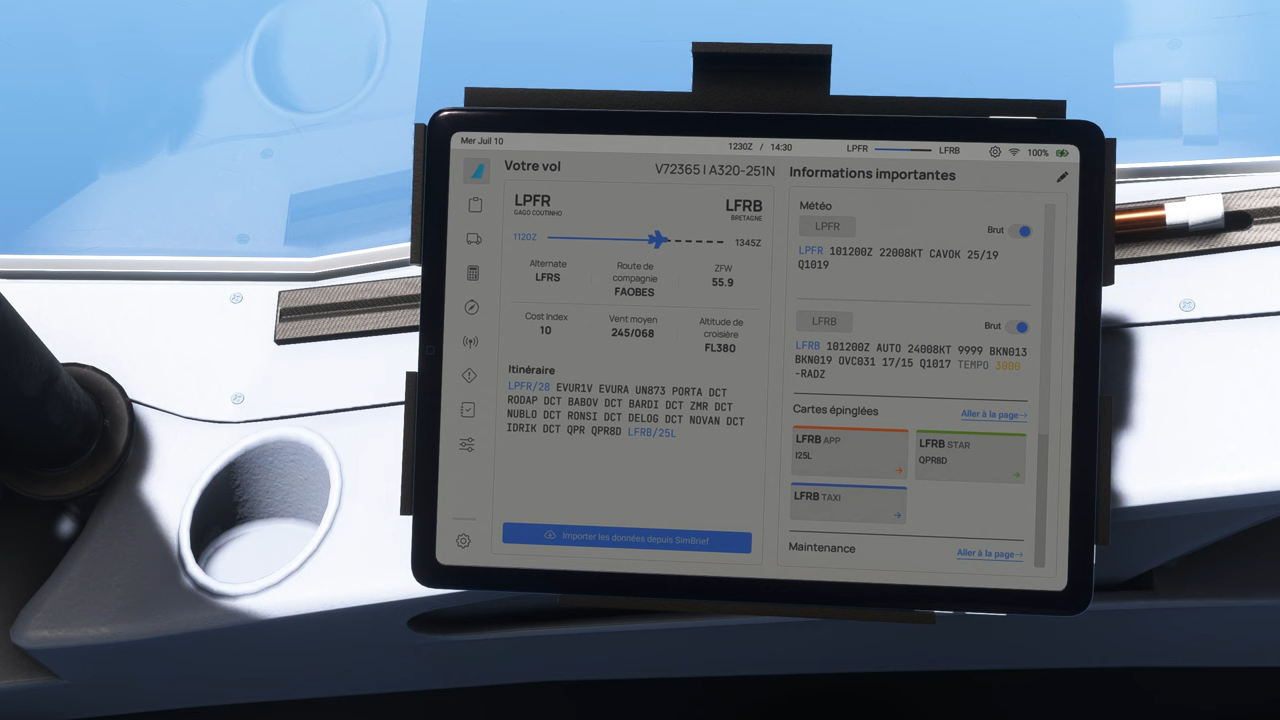 Mer Juil 10
1230Z / 14:30
LPFR LFRB
100%
Votre vol
V72365 | A320-251N
LPFR
GAGO COUTINHO
LFRB
BRETAGNE
1120Z
1345Z
Alternate
LFRS
Route de
compagnie
FAOBES
ZFW
55.9
Cost Index
10
Vent moyen
245/068
Altitude de
croisière
FL380
Itinéraire
LPFR/28 EVUR1V EVURA UN873 PORTA DCT
RODAP DCT BABOV DCT BARDI DCT ZMR DCT
NUBLO DCT RONSI DCT DELOG DCT NOVAN DCT
IDRIK DCT QPR QPR8D LFRB/25L
Importer les données depuis SimBrief
Informations importantes
Météo
LPFR
Brut
LPFR 101200Z 22008KT CAVOK 25/19
Q1019
LFRB
Brut
LFRB 101200Z AUTO 24008KT 9999 BKN013
BKN019 OVC031 17/15 Q1017 TEMPO 3000
-RADZ
Cartes épinglées
Aller à la page→
LFRB APP
I25L
→
LFRB STAR
QPR8D
→
LFRB TAXI
→
Maintenance
Aller à la page→